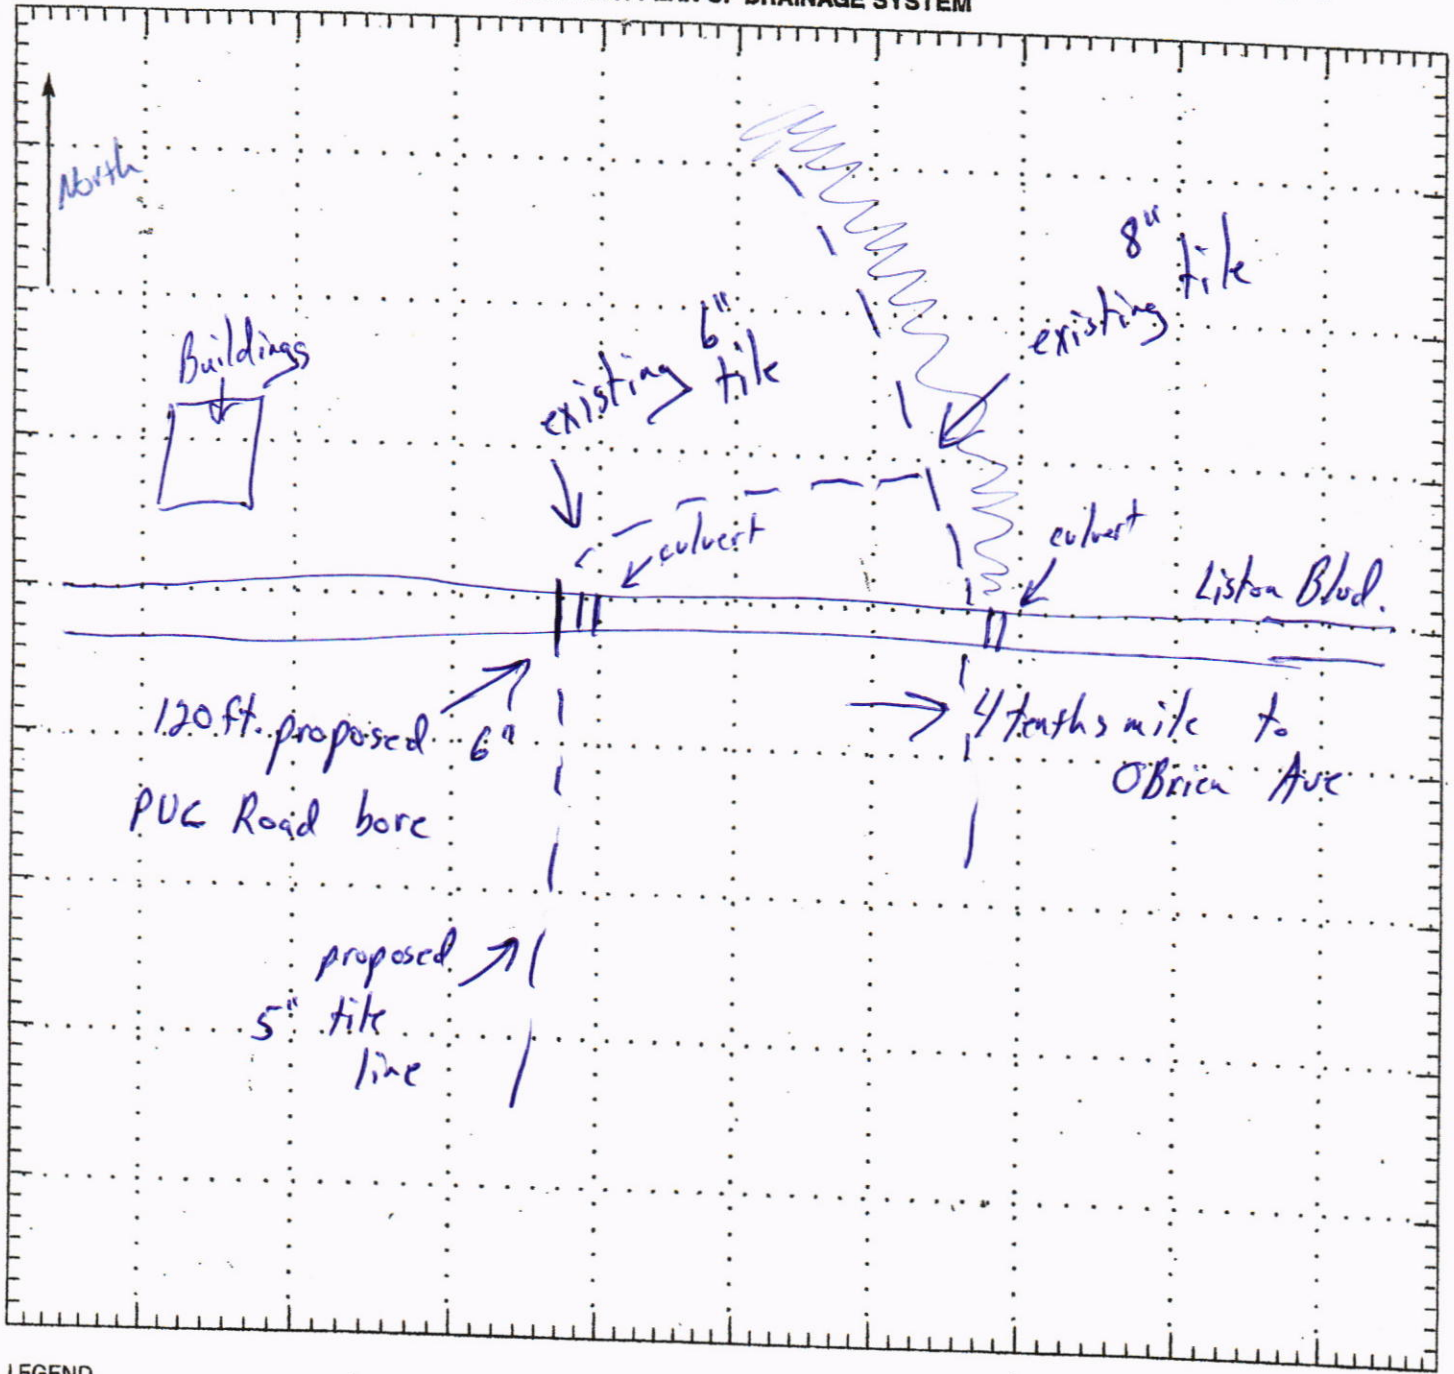 PLAN OF DRAINAGE SYSTEM
North
8"
existing tile
6"
existing tile
Buildings
culvert
culvert
Liston Blvd.
120 ft. proposed 6"
PVC Road bore
4 tenths mile to
OBrien Ave
proposed
5" tile
line
LEGEND